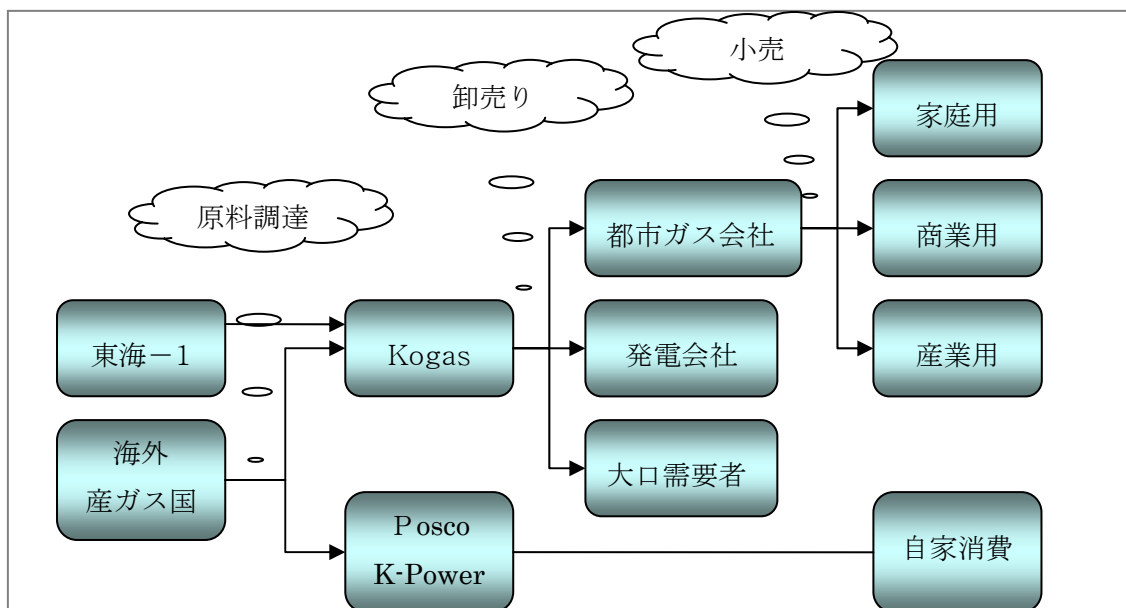 小売
卸売り
家庭用
原料調達
都市ガス会社
商業用
東海－1
Kogas
発電会社
産業用
海外
産ガス国
大口需要者
Posco
K-Power
自家消費